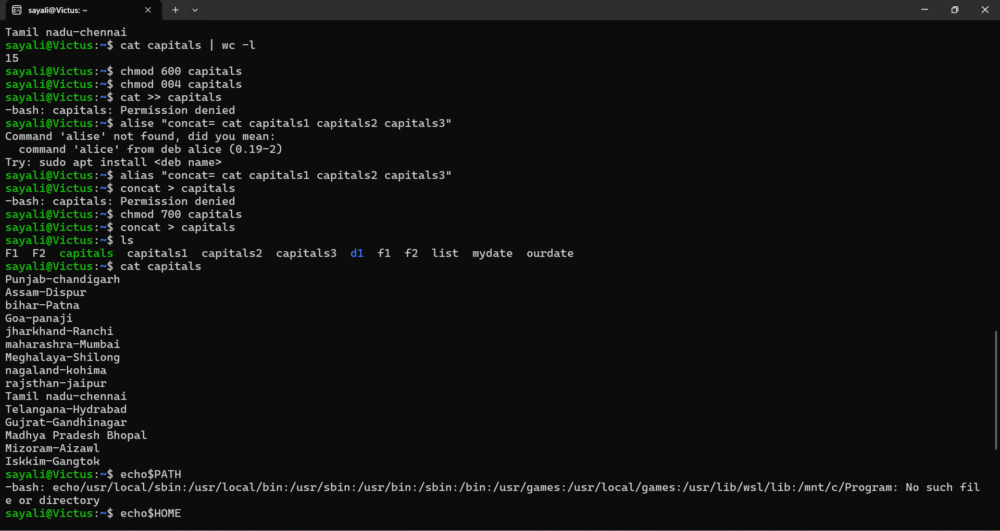 sayali@Victus: ~
Tamil nadu-chennai
sayali@Victus:~$ cat capitals | wc -l
15
sayali@Victus:~$ chmod 600 capitals
sayali@Victus:~$ chmod 004 capitals
sayali@Victus:~$ cat >> capitals
-bash: capitals: Permission denied
sayali@Victus:~$ alise "concat= cat capitals1 capitals2 capitals3"
Command 'alise' not found, did you mean:
  command 'alice' from deb alice (0.19-2)
Try: sudo apt install <deb name>
sayali@Victus:~$ alias "concat= cat capitals1 capitals2 capitals3"
sayali@Victus:~$ concat > capitals
-bash: capitals: Permission denied
sayali@Victus:~$ chmod 700 capitals
sayali@Victus:~$ concat > capitals
sayali@Victus:~$ ls
F1  F2  capitals  capitals1  capitals2  capitals3  d1  f1  f2  list  mydate  ourdate
sayali@Victus:~$ cat capitals
Punjab-chandigarh
Assam-Dispur
bihar-Patna
Goa-panaji
jharkhand-Ranchi
maharashra-Mumbai
Meghalaya-Shilong
nagaland-kohima
rajsthan-jaipur
Tamil nadu-chennai
Telangana-Hydrabad
Gujrat-Gandhinagar
Madhya Pradesh Bhopal
Mizoram-Aizawl
Iskkim-Gangtok
sayali@Victus:~$ echo$PATH
-bash: echo/usr/local/sbin:/usr/local/bin:/usr/sbin:/usr/bin:/sbin:/bin:/usr/games:/usr/local/games:/usr/lib/wsl/lib:/mnt/c/Program: No such fil
e or directory
sayali@Victus:~$ echo$HOME